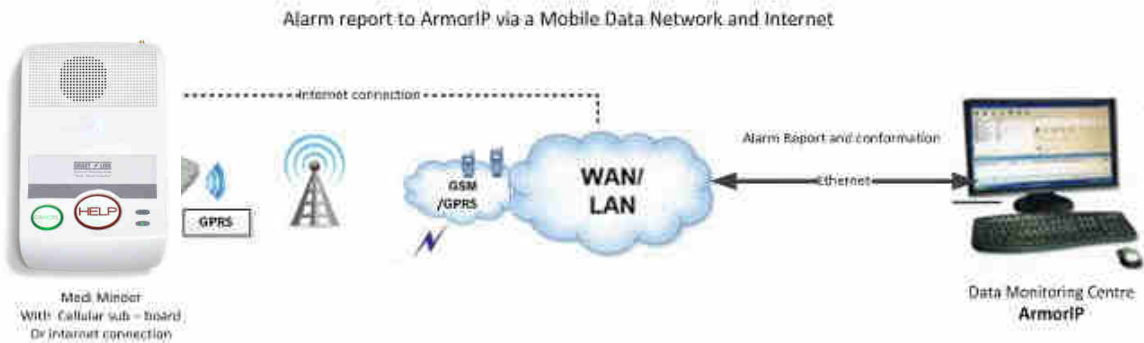 Alarm report to ArmorIP via a Mobile Data Network and Internet
Internet connection
Alarm Report and conformation
Ethernet
GSM
/GPRS
WAN/
LAN
HELP
GPRS
Medi Minder
With Cellular sub - board
Or internet connection
Data Monitoring Centre
ArmorIP